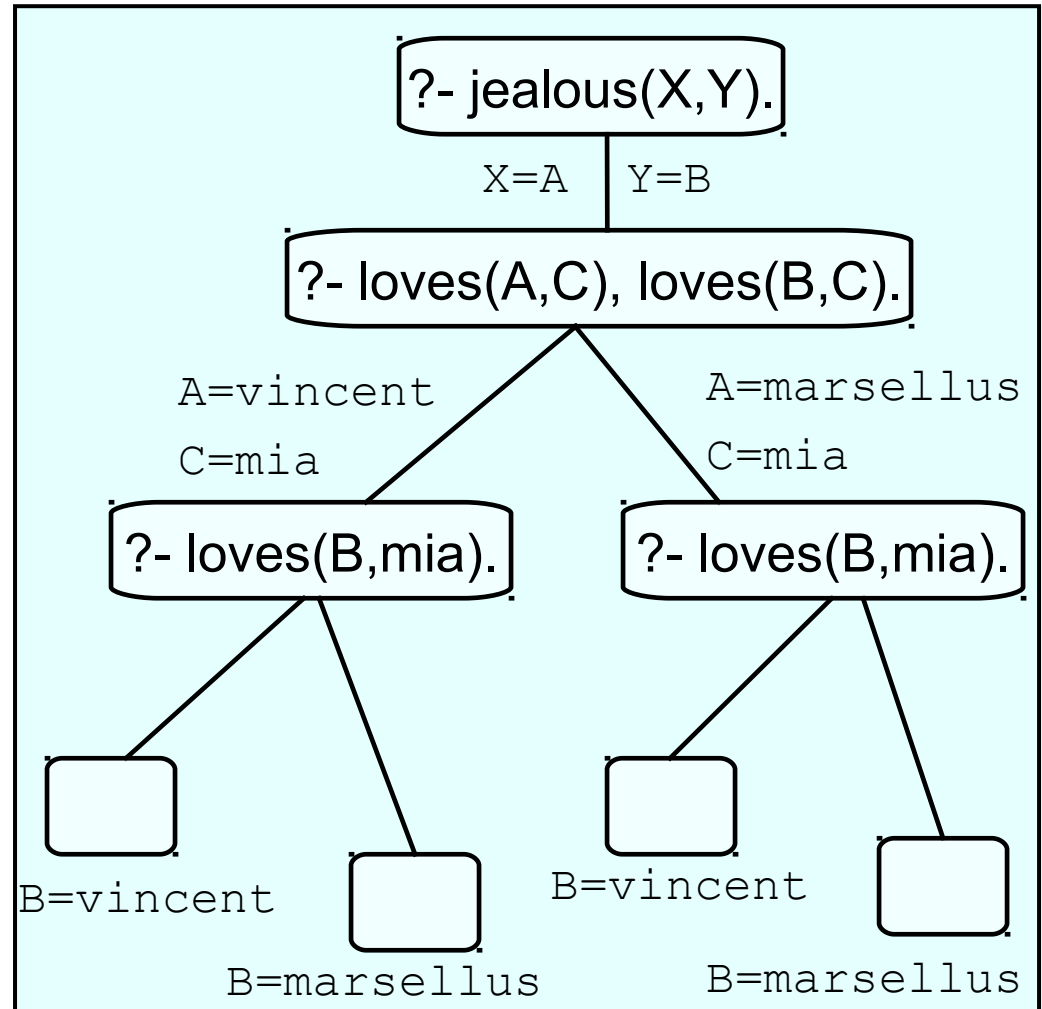 ?- jealous(X,Y).
X=A Y=B
?- loves(A,C), loves(B,C).
A=vincent
C=mia
A=marsellus
C=mia
?- loves(B,mia).
?- loves(B,mia).
B=vincent
B=marsellus
B=vincent
B=marsellus